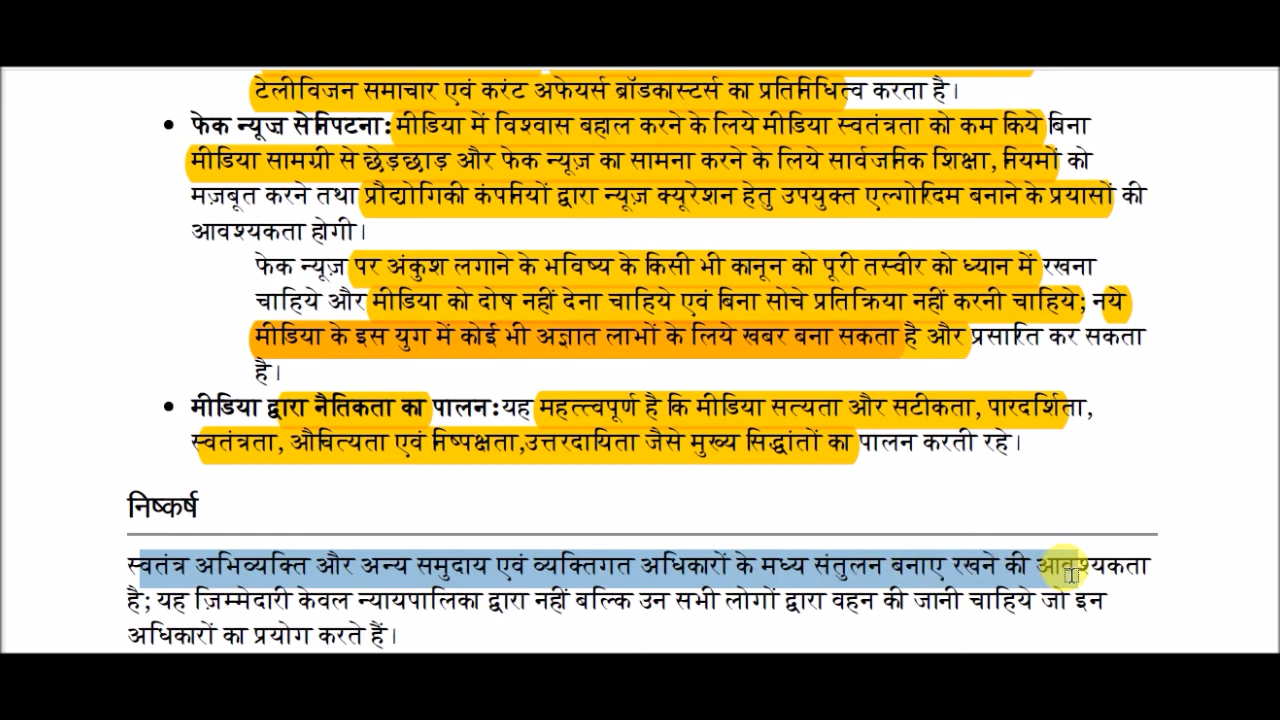 टेलीविजन समाचार एवं करंट अफेयर्स ब्रॉडकास्टर्स का प्रतिनिधित्व करता है।
• फेक न्यूज से निपटना: मीडिया में विश्वास बहाल करने के लिये मीडिया स्वतंत्रता को कम किये बिना
मीडिया सामग्री से छेड़छाड़ और फेक न्यूज़ का सामना करने के लिये सार्वजनिक शिक्षा, नियमों को
मज़बूत करने तथा प्रौद्योगिकी कंपनियों द्वारा न्यूज़ क्यूरेशन हेतु उपयुक्त एल्गोरिदम बनाने के प्रयासों की
आवश्यकता होगी।
फेक न्यूज़ पर अंकुश लगाने के भविष्य के किसी भी कानून को पूरी तस्वीर को ध्यान में रखना
चाहिये और मीडिया को दोष नहीं देना चाहिये एवं बिना सोचे प्रतिक्रिया नहीं करनी चाहिये; नये
मीडिया के इस युग में कोई भी अज्ञात लाभों के लिये खबर बना सकता है और प्रसारित कर सकता
है।
• मीडिया द्वारा नैतिकता का पालन: यह महत्त्वपूर्ण है कि मीडिया सत्यता और सटीकता, पारदर्शिता,
स्वतंत्रता, औचित्यता एवं निष्पक्षता,उत्तरदायिता जैसे मुख्य सिद्धांतों का पालन करती रहे।
निष्कर्ष
स्वतंत्र अभिव्यक्ति और अन्य समुदाय एवं व्यक्तिगत अधिकारों के मध्य संतुलन बनाए रखने की आवश्यकता
है; यह ज़िम्मेदारी केवल न्यायपालिका द्वारा नहीं बल्कि उन सभी लोगों द्वारा वहन की जानी चाहिये जो इन
अधिकारों का प्रयोग करते हैं।